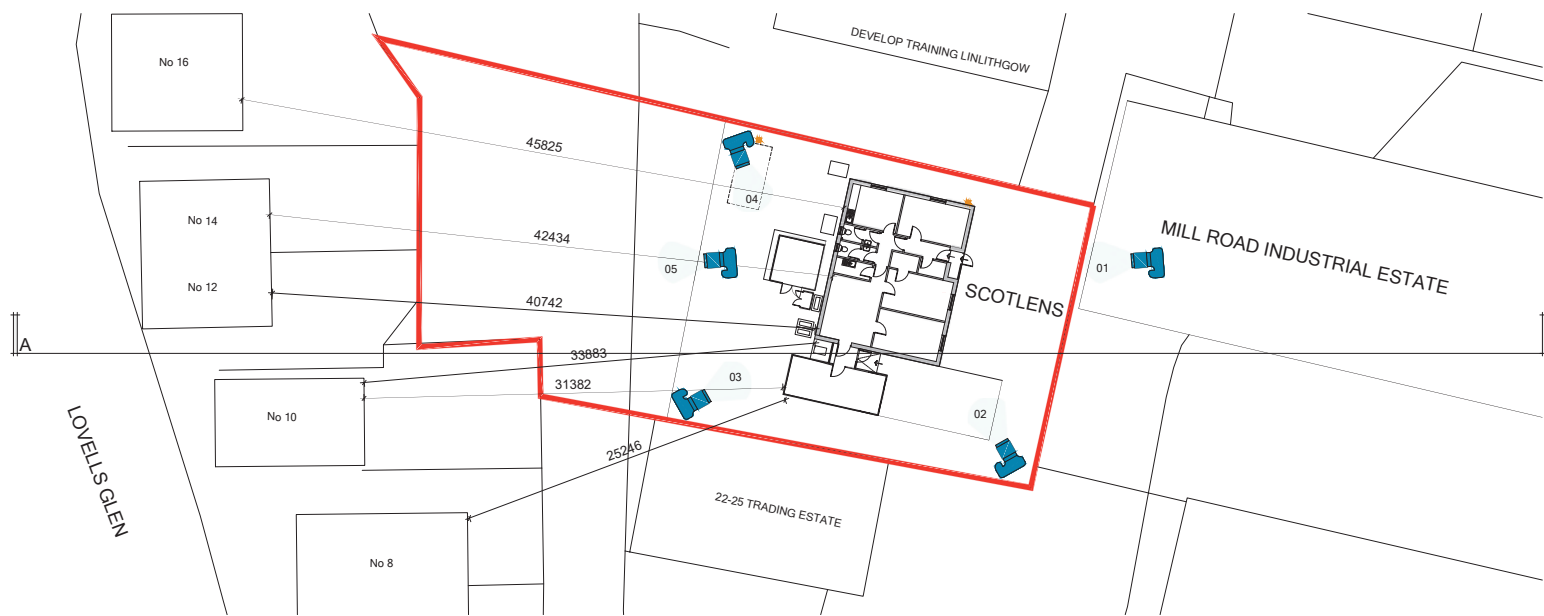 DEVELOP TRAINING LINLITHGOW
No 16
45825
04
No 14
42434
MILL ROAD INDUSTRIAL ESTATE
05
01
No 12
40742
SCOTLENS
A
33883
03
31382
No 10
02
LOVELLS GLEN
25246
22-25 TRADING ESTATE
No 8